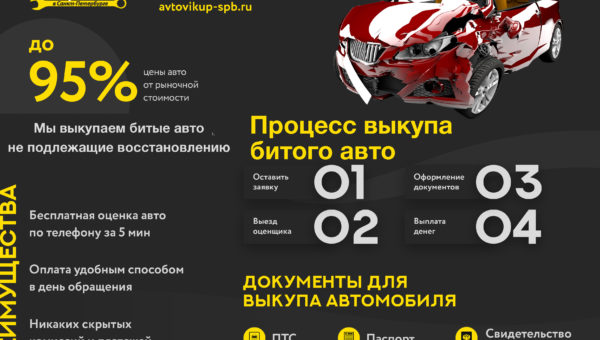 в Санкт-Петербурге
avtovikup-spb.ru
до
95%
цены авто
от рыночной
стоимости
Мы выкупаем битые авто
не подлежащие восстановлению
Процесс выкупа
битого авто
Оставить
заявку
01
Выезд
оценщика
02
Оформление
документов
03
Выплата
денег
04
ИМУЩЕСТВА
Бесплатная оценка авто
по телефону за 5 мин
Оплата удобным способом
в день обращения
Никаких скрытых
ДОКУМЕНТЫ ДЛЯ
ВЫКУПА АВТОМОБИЛЯ
ПТС
Паспорт
Свидетельство